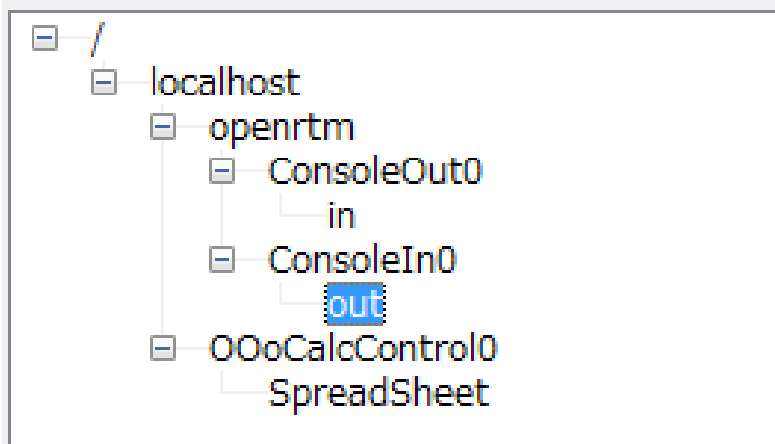 /
localhost
openrtm
ConsoleOut0
in
ConsoleIn0
out
OOoCalcControl0
SpreadSheet